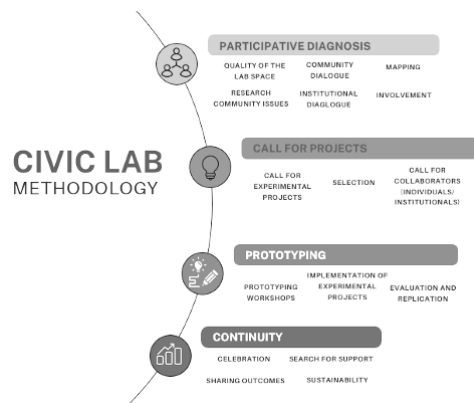 CIVIC LAB
METHODOLOGY
PARTICIPATIVE DIAGNOSIS
QUALITY OF THE
LAB SPACE
COMMUNITY
DIALOGUE
MAPPING
RESEARCH
COMMUNITY ISSUES
INSTITUTIONAL
DIAGLOGUE
INVOLVEMENT
CALL FOR PROJECTS
CALL FOR
EXPERIMENTAL
PROJECTS
SELECTION
CALL FOR
COLLABORATORS
(INDIVIDUALS/
INSTITUTIONALS)
PROTOTYPING
PROTOTYPING
WORKSHOPS
IMPLEMENTATION OF
EXPERIMENTAL
PROJECTS
EVALUATION AND
REPLICATION
CONTINUITY
CELEBRATION
SEARCH FOR SUPPORT
SHARING OUTCOMES
SUSTAINABILITY